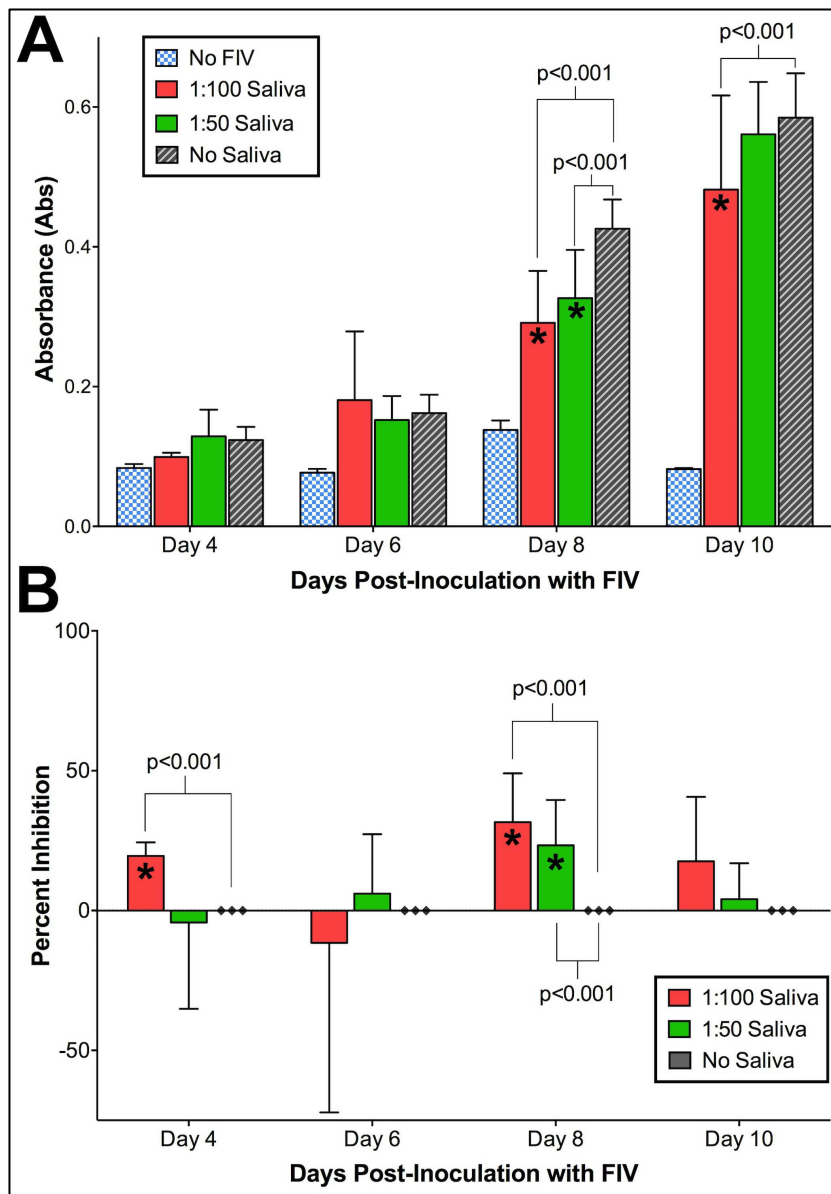 A
No FIV
1:100 Saliva
1:50 Saliva
No Saliva
p<0.001
p<0.001
p<0.001
Absorbance (Abs)
0.6
0.4
0.2
0.0
*
*
*
Day 4 Day 6 Day 8 Day 10
Days Post-Inoculation with FIV
B
Percent Inhibition
100
50
0
-50
p<0.001
p<0.001
*
*
*
p<0.001
1:100 Saliva
1:50 Saliva
No Saliva
Day 4 Day 6 Day 8 Day 10
Days Post-Inoculation with FIV